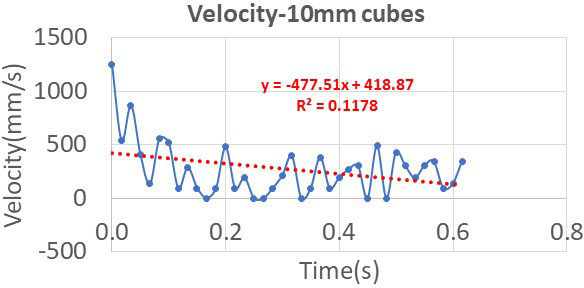 Velocity-10mm cubes
1500
1000
500
0
-500
Velocity(mm/s)
y = -477.51x + 418.87
R² = 0.1178
0.0 0.2 0.4 0.6 0.8
Time(s)